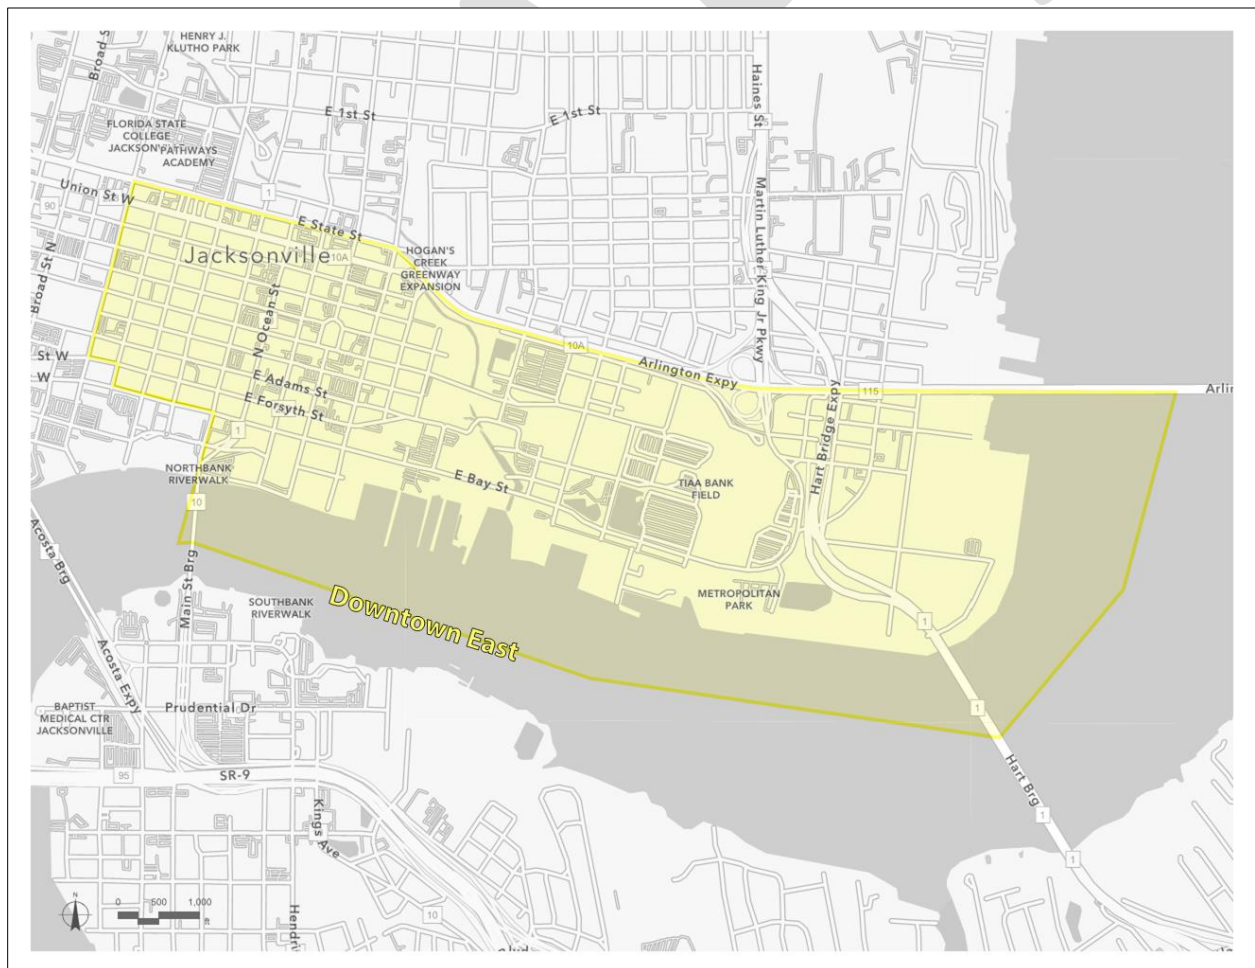 HENRY J.
KLUTHO PARK
Broad S
Haines St
E 1st St
E 1st St
FLORIDA STATE
COLLEGE
PATHWAYS
ACADEMY
Union St W
90
1
E State St
Broad St N
Jacksonville
10A
HOGAN'S
CREEK
GREENWAY
EXPANSION
Martin Luther King Jr Pkwy
115
N Ocean St
10A
St W
W
Arlington Expy
115
Arlin
E Adams St
E Forsyth St
1
Hart Bridge Expy
NORTHBANK
RIVERWALK
E Bay St
TIAA BANK
FIELD
10
Acosta Brg
Main St Brg
SOUTHBANK
RIVERWALK
Downtown East
METROPOLITAN
PARK
1
Acosta Expy
Prudential Dr
BAPTIST
MEDICAL CTR
JACKSONVILLE
1
95
SR-9
Hart Brg
Kings Ave
1
1
N
0 500 1,000
10
Hendri